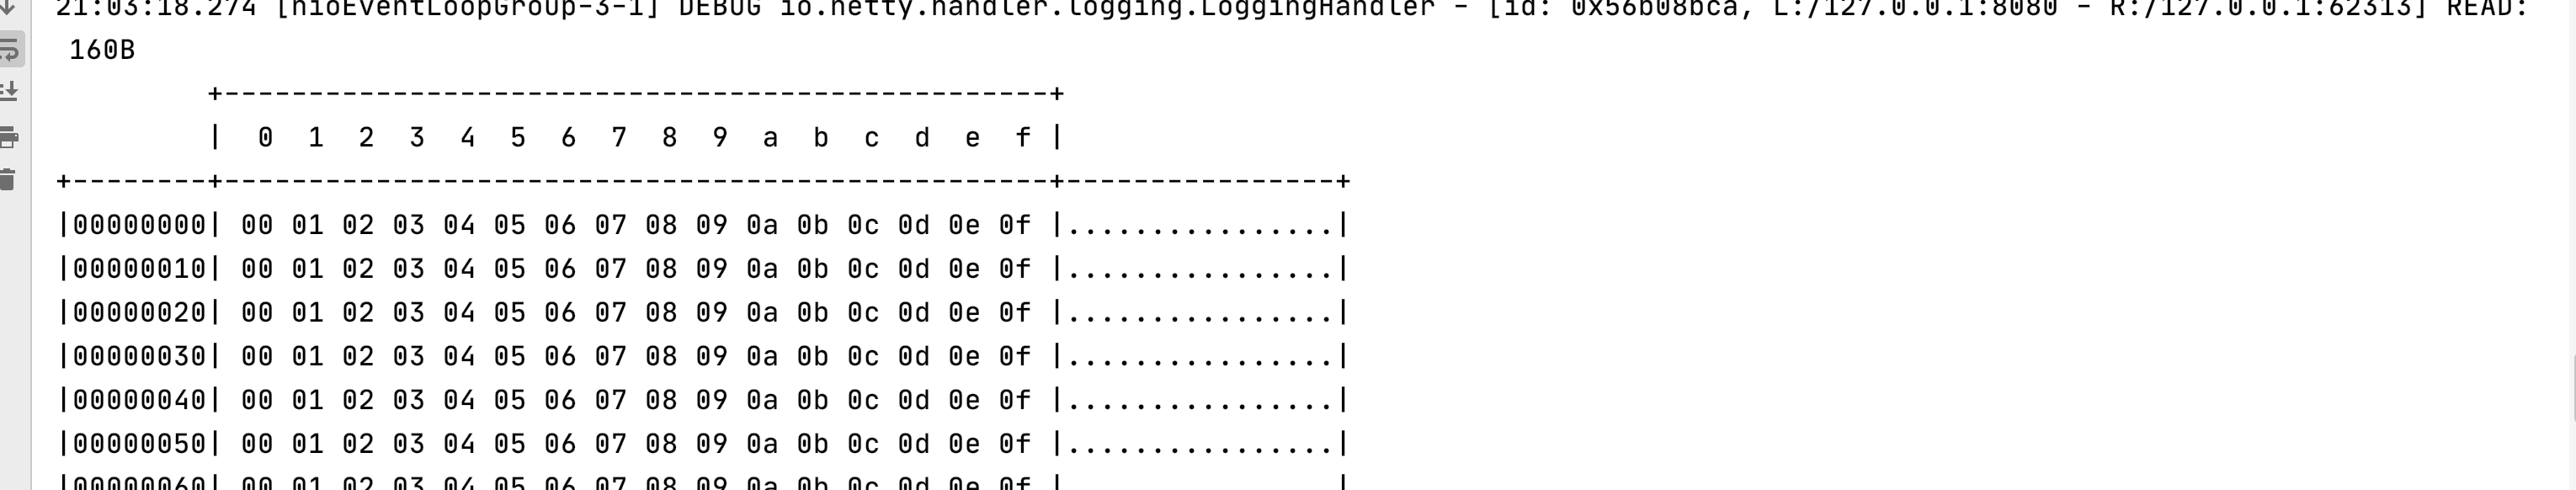 21:03:18.274 [nioEventLoopGroup-3-1] DEBUG io.netty.handler.logging.LoggingHandler - [id: 0x56b08bca, L:/127.0.0.1:8080 - R:/127.0.0.1:62313] READ:
 160B
         +-------------------------------------------------+
         |  0  1  2  3  4  5  6  7  8  9  a  b  c  d  e  f |
+--------+-------------------------------------------------+----------------+
|00000000| 00 01 02 03 04 05 06 07 08 09 0a 0b 0c 0d 0e 0f |................|
|00000010| 00 01 02 03 04 05 06 07 08 09 0a 0b 0c 0d 0e 0f |................|
|00000020| 00 01 02 03 04 05 06 07 08 09 0a 0b 0c 0d 0e 0f |................|
|00000030| 00 01 02 03 04 05 06 07 08 09 0a 0b 0c 0d 0e 0f |................|
|00000040| 00 01 02 03 04 05 06 07 08 09 0a 0b 0c 0d 0e 0f |................|
|00000050| 00 01 02 03 04 05 06 07 08 09 0a 0b 0c 0d 0e 0f |................|
|00000060| 00 01 02 03 04 05 06 07 08 09 0a 0b 0c 0d 0e 0f |                |